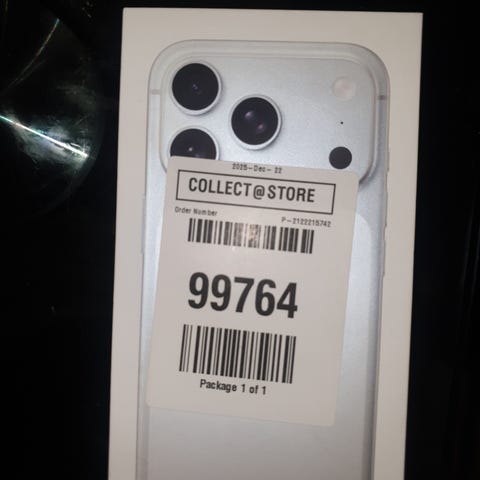 2025-Dec- 22
COLLECT@STORE
Order Number
P-2122215742
99764
Package 1 of 1